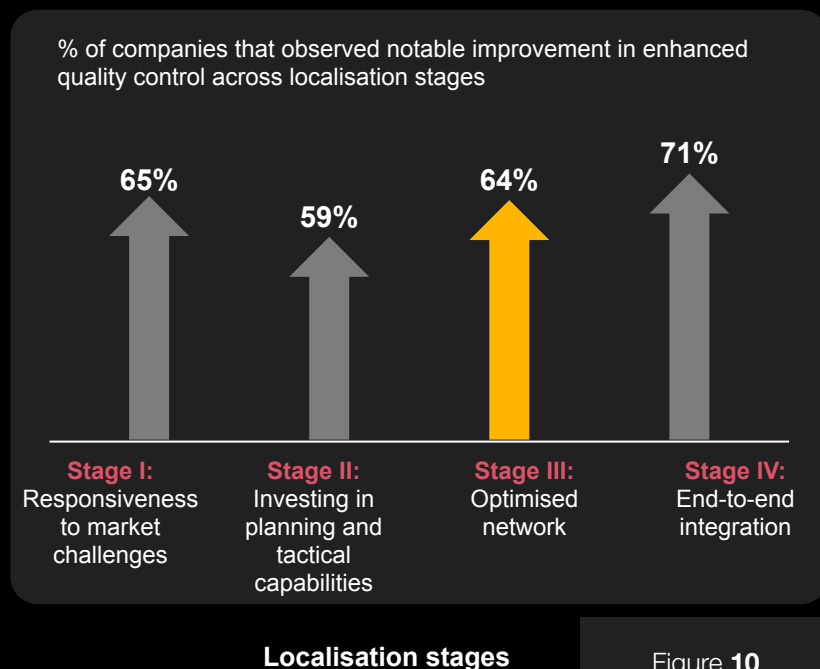 % of companies that observed notable improvement in enhanced
quality control across localisation stages
65%
59%
64%
71%
Stage I:
Responsiveness
to market
challenges
Stage II:
Investing in
planning and
tactical
capabilities
Stage III:
Optimised
network
Stage IV:
End-to-end
integration
Localisation stages
Figure 10